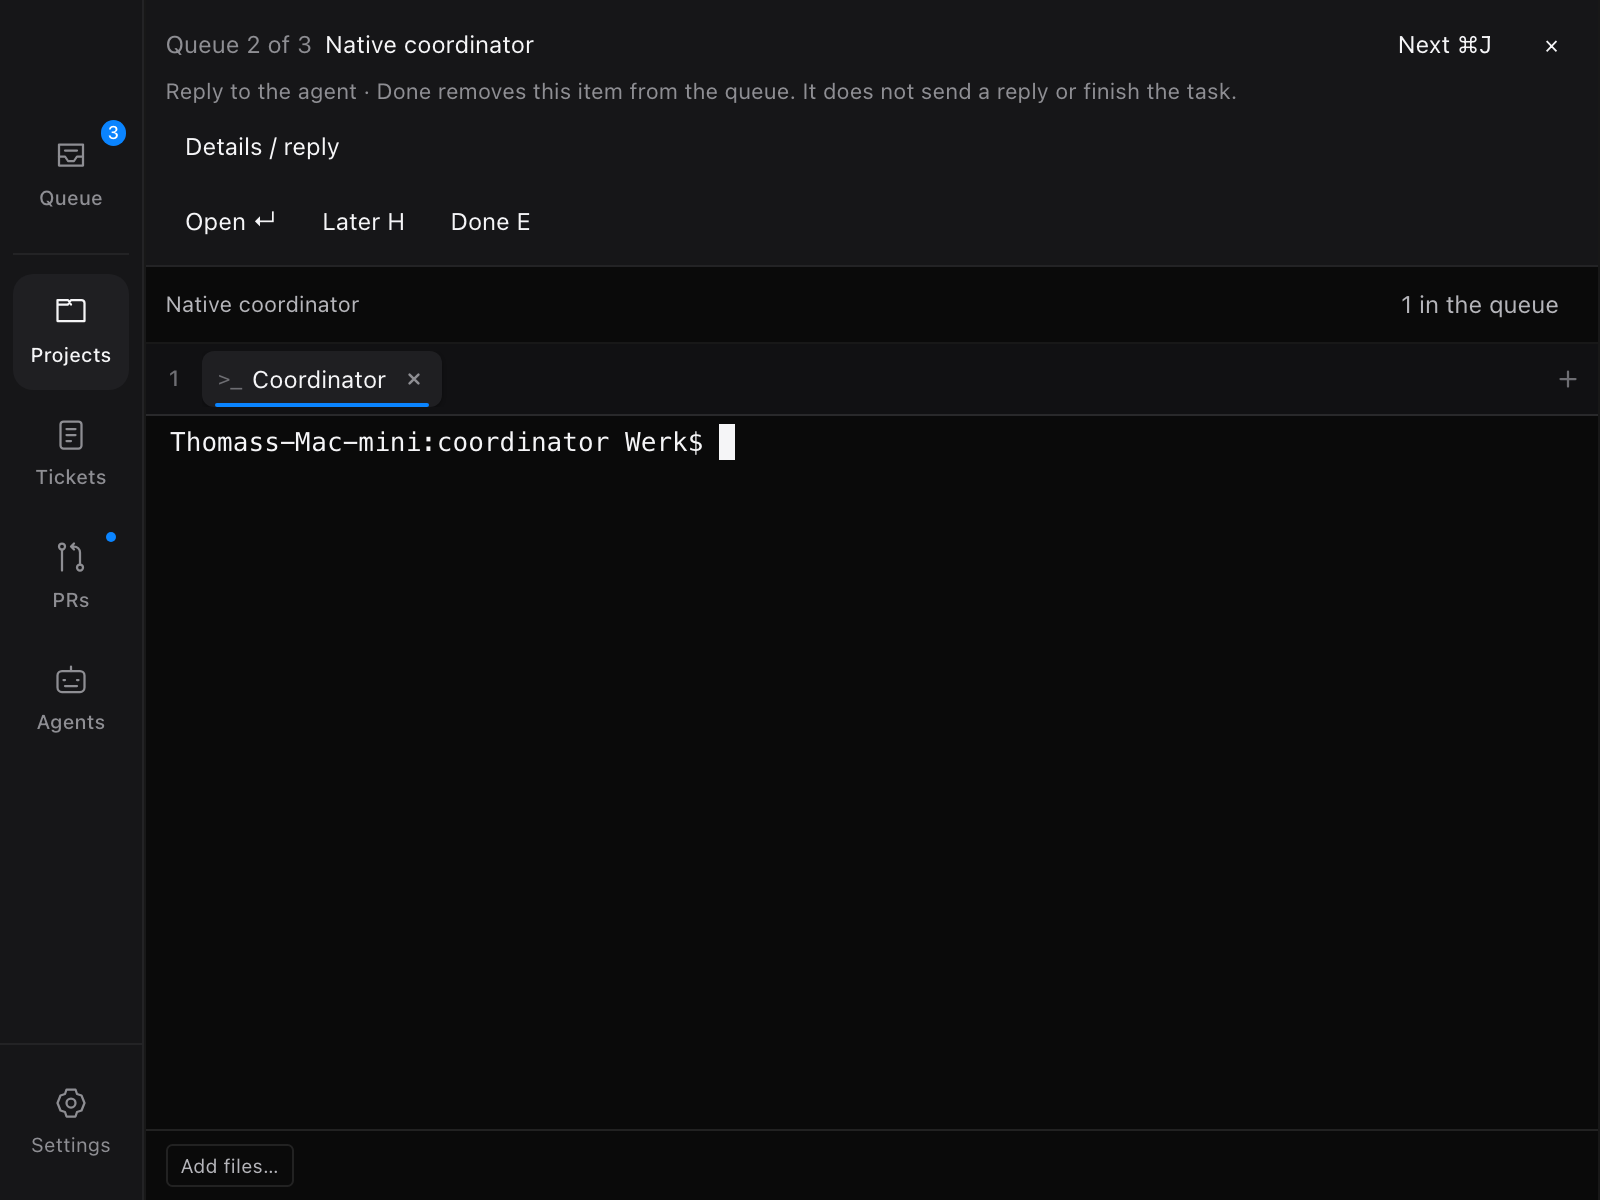 Queue 2 of 3 Native coordinator
Next ⌘J ×
Reply to the agent · Done removes this item from the queue. It does not send a reply or finish the task.
Details / reply
Open ↵ Later H Done E
3
Queue
Projects
Tickets
PRs
Agents
Settings
Native coordinator
1 in the queue
1 >_ Coordinator × +
Thomass-Mac-mini:coordinator Werk$
Add files...